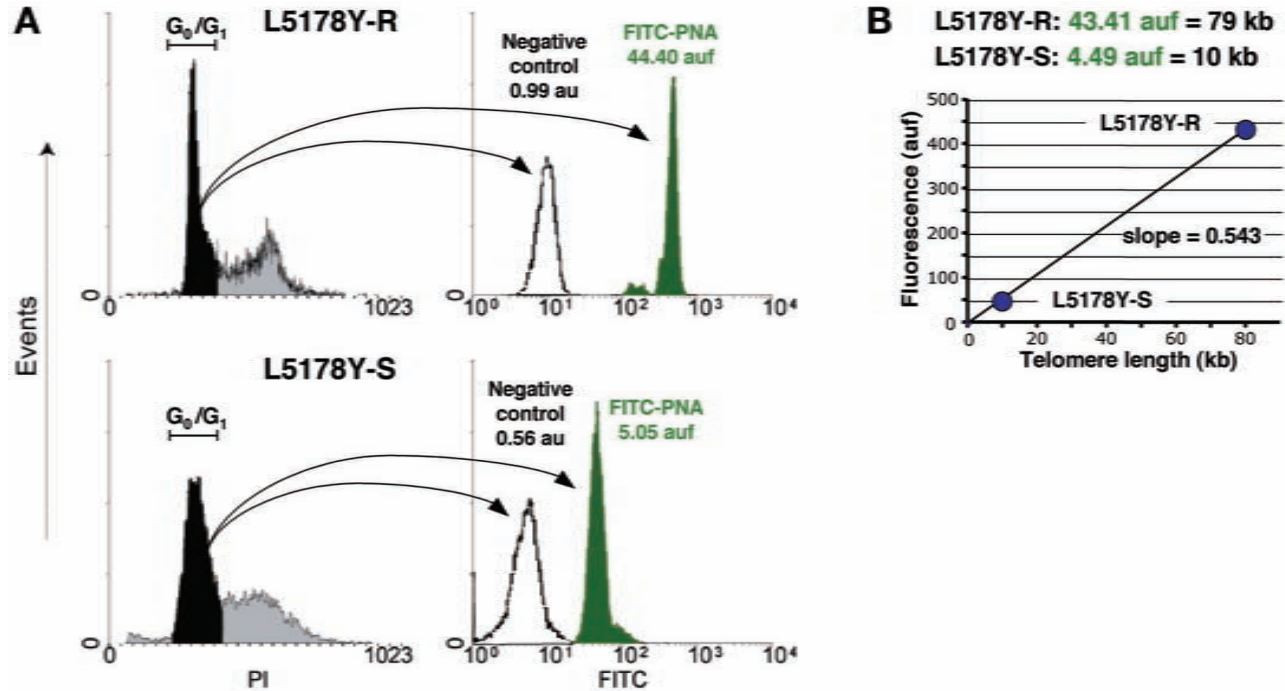 A
L5178Y-R
G0/G1
Negative
control
0.99 au
FITC-PNA
44.40 auf
0
0
1023
10^0 10^1 10^2 10^3 10^4
Events
L5178Y-S
G0/G1
Negative
control
0.56 au
FITC-PNA
5.05 auf
0
0
1023
PI
0
10^0 10^1 10^2 10^3 10^4
FITC
B
L5178Y-R: 43.41 auf = 79 kb
L5178Y-S: 4.49 auf = 10 kb
Fluorescence (auf)
500
400
300
200
100
0
L5178Y-R
slope = 0.543
L5178Y-S
0 20 40 60 80
Telomere length (kb)